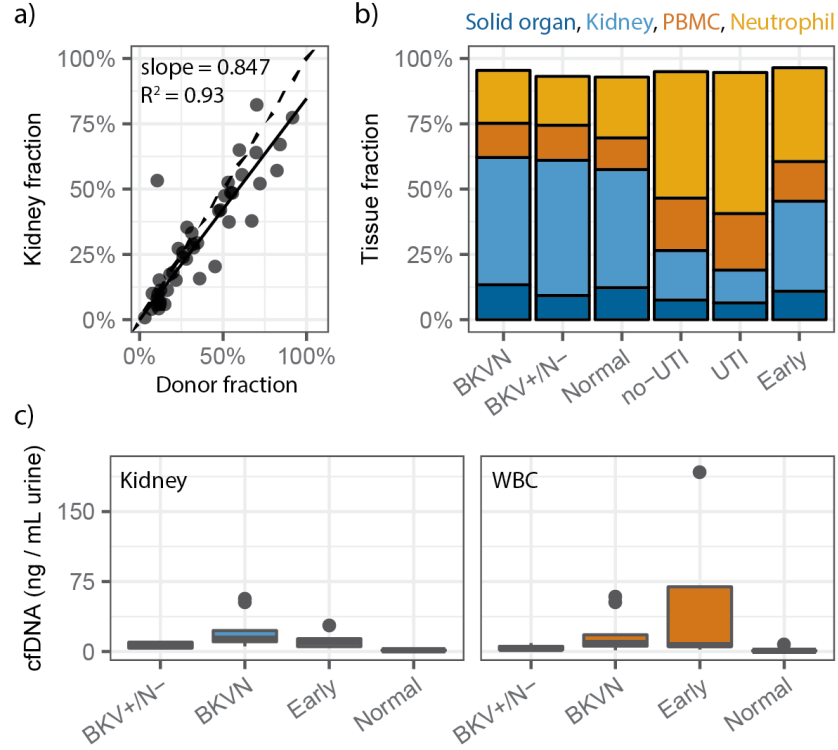 a)
slope = 0.847
R² = 0.93
100%
75%
50%
25%
0%
Kidney fraction
0%
50%
100%
Donor fraction
b)
Solid organ, Kidney, PBMC, Neutrophil
100%
75%
50%
25%
0%
Tissue fraction
BKVN
BKV+/N−
Normal
no−UTI
UTI
Early
c)
cfDNA (ng / mL urine)
150
75
0
Kidney
BKV+/N−
BKVN
Early
Normal
WBC
BKV+/N−
BKVN
Early
Normal